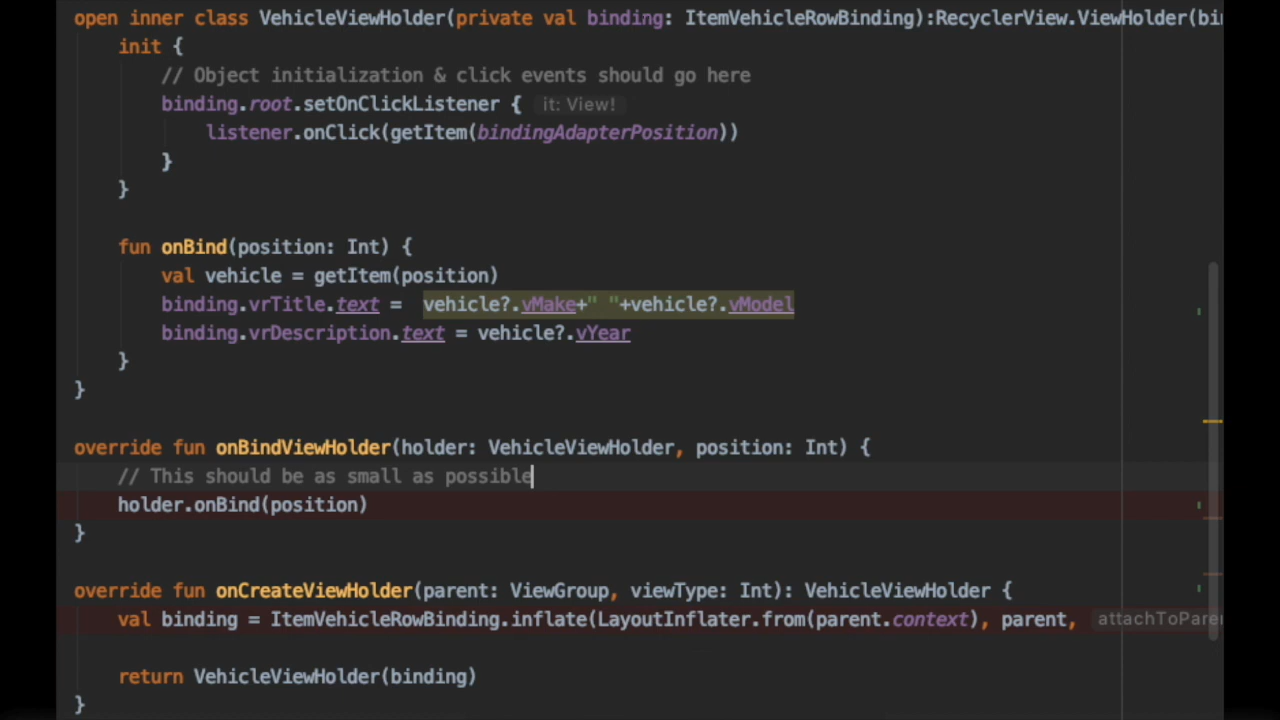 open inner class VehicleViewHolder(private val binding: ItemVehicleRowBinding):RecyclerView.ViewHolder(bi
init {
// Object initialization & click events should go here
binding.root.setOnClickListener { it: View!
listener.onClick(getItem(bindingAdapterPosition))
}
}
fun onBind(position: Int) {
val vehicle = getItem(position)
binding.vrTitle.text =  vehicle?.vMake+" "+vehicle?.vModel
binding.vrDescription.text = vehicle?.vYear
}
}
override fun onBindViewHolder(holder: VehicleViewHolder, position: Int) {
// This should be as small as possible
holder.onBind(position)
}
override fun onCreateViewHolder(parent: ViewGroup, viewType: Int): VehicleViewHolder {
val binding = ItemVehicleRowBinding.inflate(LayoutInflater.from(parent.context), parent, attachToPare
return VehicleViewHolder(binding)
}